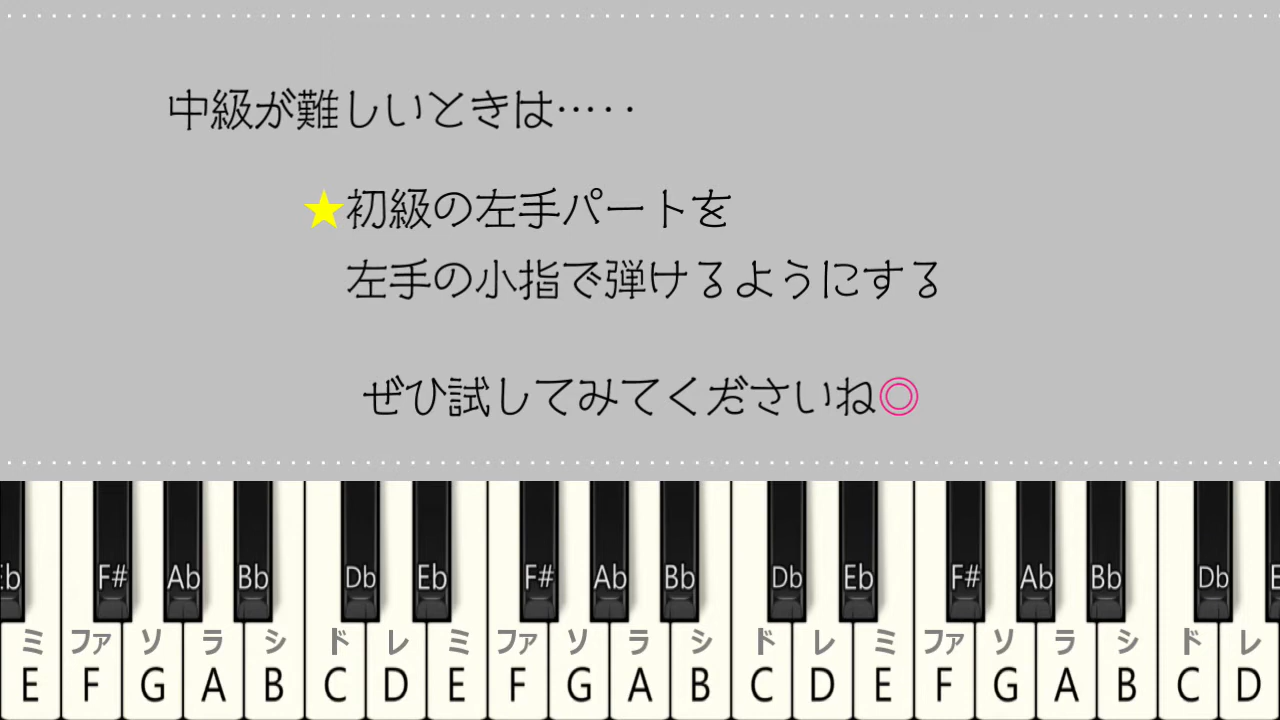 中級が難しいときは…‥
★初級の左手パートを
左手の小指で弾けるようにする
ぜひ試してみてくださいね◎
Eb F# Ab Bb Db Eb F# Ab Bb Db Eb F# Ab Bb Db E
ミ ファ ソ ラ シ ド レ ミ ファ ソ ラ シ ド レ ミ ファ ソ ラ シ ド レ
E F G A B C D E F G A B C D E F G A B C D